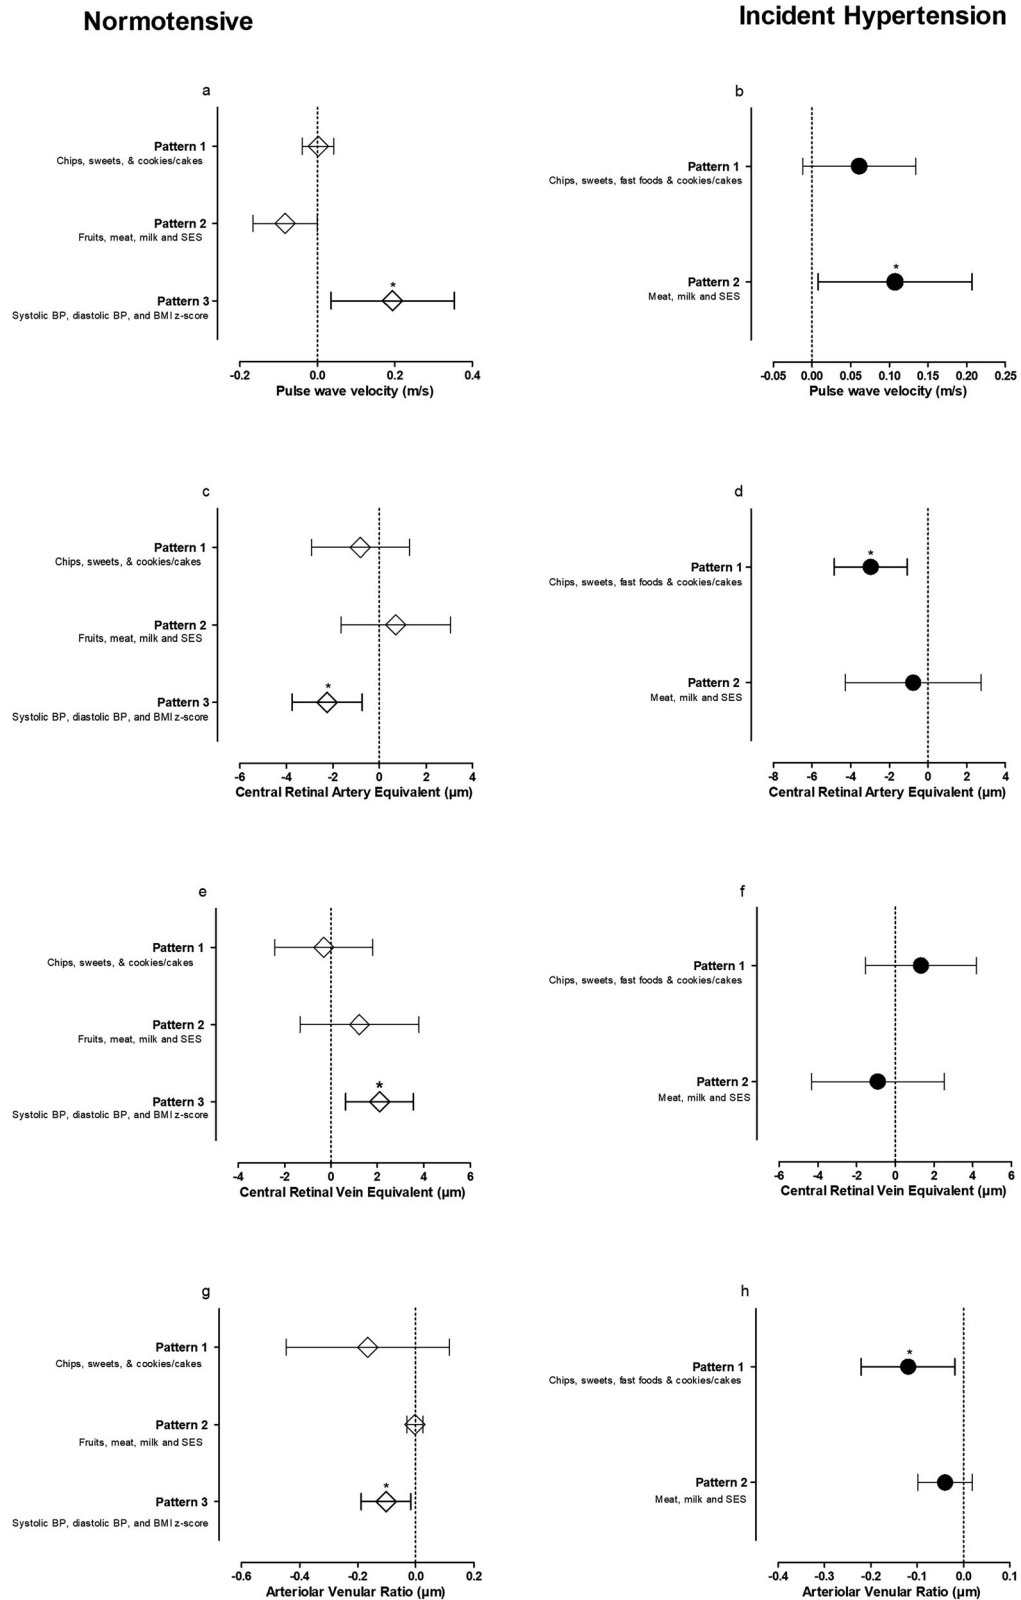 Normotensive
Incident Hypertension
a
Pattern 1
Chips, sweets, & cookies/cakes
Pattern 2
Fruits, meat, milk and SES
*
Pattern 3
Systolic BP, diastolic BP, and BMI z-score
-0.2 0.0 0.2 0.4
Pulse wave velocity (m/s)
b
Pattern 1
Chips, sweets, fast foods & cookies/cakes
*
Pattern 2
Meat, milk and SES
-0.05 0.00 0.05 0.10 0.15 0.20 0.25
Pulse wave velocity (m/s)
c
Pattern 1
Chips, sweets, & cookies/cakes
Pattern 2
Fruits, meat, milk and SES
*
Pattern 3
Systolic BP, diastolic BP, and BMI z-score
-6 -4 -2 0 2 4
Central Retinal Artery Equivalent (µm)
d
*
Pattern 1
Chips, sweets, fast foods & cookies/cakes
Pattern 2
Meat, milk and SES
-8 -6 -4 -2 0 2 4
Central Retinal Artery Equivalent (µm)
e
Pattern 1
Chips, sweets, & cookies/cakes
Pattern 2
Fruits, meat, milk and SES
*
Pattern 3
Systolic BP, diastolic BP, and BMI z-score
-4 -2 0 2 4 6
Central Retinal Vein Equivalent (µm)
f
Pattern 1
Chips, sweets, fast foods & cookies/cakes
Pattern 2
Meat, milk and SES
-6 -4 -2 0 2 4 6
Central Retinal Vein Equivalent (µm)
g
Pattern 1
Chips, sweets, & cookies/cakes
Pattern 2
Fruits, meat, milk and SES
*
Pattern 3
Systolic BP, diastolic BP, and BMI z-score
-0.6 -0.4 -0.2 0.0 0.2
Arteriolar Venular Ratio (µm)
h
*
Pattern 1
Chips, sweets, fast foods & cookies/cakes
Pattern 2
Meat, milk and SES
-0.4 -0.3 -0.2 -0.1 0.0 0.1
Arteriolar Venular Ratio (µm)